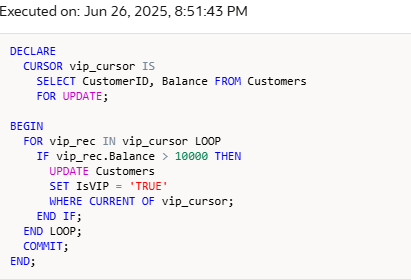 Executed on: Jun 26, 2025, 8:51:43 PM
DECLARE
  CURSOR vip_cursor IS
    SELECT CustomerID, Balance FROM Customers
    FOR UPDATE;

BEGIN
  FOR vip_rec IN vip_cursor LOOP
    IF vip_rec.Balance > 10000 THEN
      UPDATE Customers
      SET IsVIP = 'TRUE'
      WHERE CURRENT OF vip_cursor;
    END IF;
  END LOOP;
  COMMIT;
END;